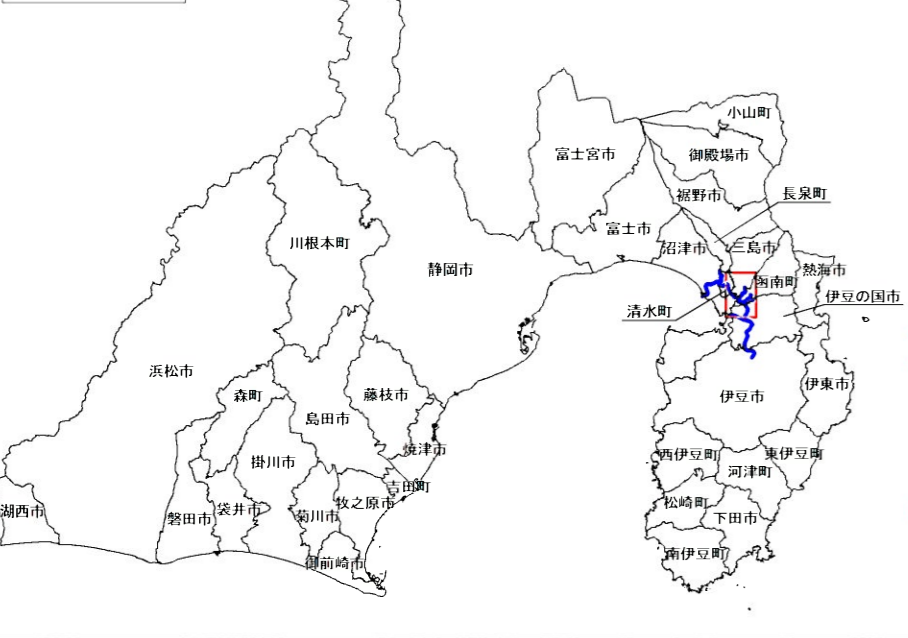 小山町
富士宮市
御殿場市
裾野市
長泉町
富士市
川根本町
沼津市
三島市
静岡市
熱海市
函南町
伊豆の国市
清水町
浜松市
伊東市
森町
藤枝市
伊豆市
島田市
焼津市
西伊豆町
東伊豆町
掛川市
河津町
吉田町
牧之原市
松崎町
湖西市
磐田市
袋井市
菊川市
下田市
南伊豆町
御前崎市